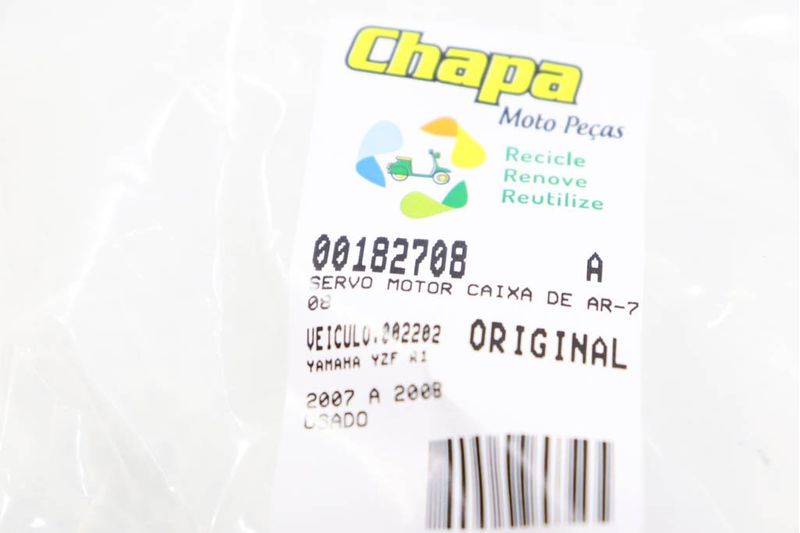 Chapa
Moto Peças
Recicle
Renove
Reutilize
00182708 A
SERVO MOTOR CAIXA DE AR-7
08
VEICULO.002202 ORIGINAL
YAMAHA YZF R1
2007 A 2008
USADO